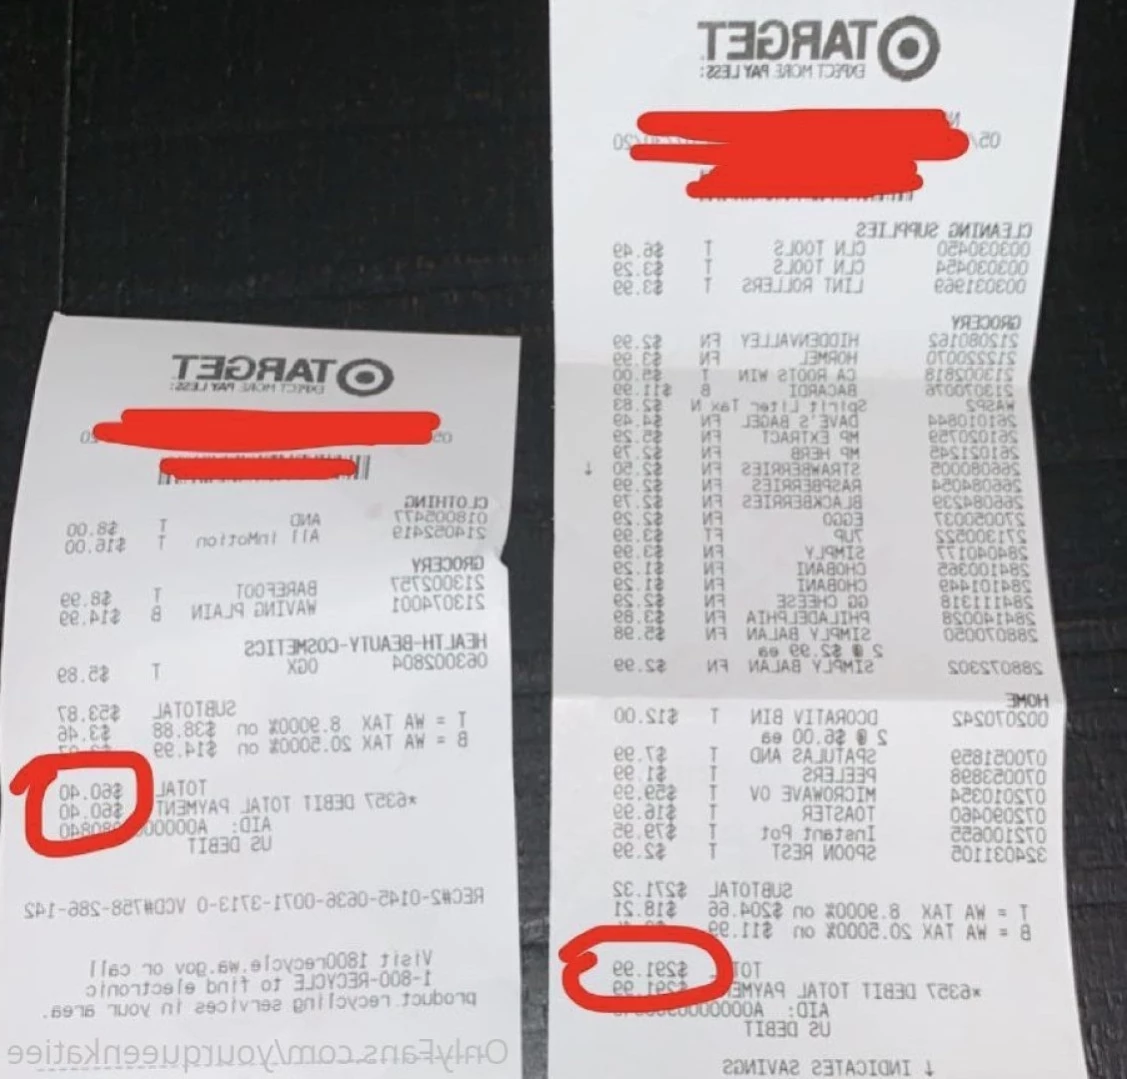 TARGET
EXPECT MORE. PAY LESS:
CLEANING SUPPLIES
003030450 CLN TOOLS T $6.49
003030454 CLN TOOLS T $3.29
003031969 LINT ROLLERS T $3.99
GROCERY
212080162 HIDDENVALLEY FN $2.99
212220070 HORMEL FN $3.99
213002818 CA ROOTS WIN T $5.00
213070076 BACARDI B $11.99
WASP2 Spirit Liter Tax N $2.83
261010844 DAVE'S BAGEL FN $4.49
261020759 MP EXTRACT FN $5.29
261021245 MP HERB FN $2.79
266080005 STRAWBERRIES FN $2.50 ↓
266084054 RASPBERRIES FN $2.99
266084239 BLACKBERRIES FN $2.79
270050037 EGGO FN $2.29
271300522 7UP FT $3.99
284040177 SIMPLY FN $3.99
284100365 CHOBANI FN $1.29
284101449 CHOBANI FN $1.29
284111318 GG CHEESE FN $2.29
284140028 PHILADELPHIA FN $3.89
288070050 SIMPLY BALAN FN $5.98
2 @ $2.99 ea
288072302 SIMPLY BALAN FN $2.99
HOME
002070242 DCORATIV BIN T $12.00
2 @ $6.00 ea
070051859 SPATULAS AND T $7.99
070053898 PEELERS T $1.99
072010354 MICROWAVE OV T $59.99
072090460 TOASTER T $16.99
072100655 Instant Pot T $79.95
324031105 SPOON REST T $2.99
SUBTOTAL $271.32
T = WA TAX 8.9000% on $204.66 $18.21
B = WA TAX 20.5000% on $11.99
TOT $291.99
*6357 DEBIT TOTAL PAYMEN $291.99
AID:
US DEBIT
↓ INDICATES SAVINGS
TARGET
EXPECT MORE. PAY LESS:
CLOTHING
018005477 AND T $8.00
214052419 All InMotion T $16.00
GROCERY
213002757 BAREFOOT T $8.99
213074001 WAVING PLAIN B $14.99
HEALTH-BEAUTY-COSMETICS
063002804 OGX T $5.89
SUBTOTAL $53.87
T = WA TAX 8.9000% on $38.88 $3.46
B = WA TAX 20.5000% on $14.99
TOTAL $60.40
*6357 DEBIT TOTAL PAYMENT $60.40
AID:
US DEBIT
REC#2-0145-0636-0071-3713-0 VCD#758-286-142
Visit 1800recycle.wa.gov or call
1-800-RECYCLE to find electronic
product recycling services in your area.
OnlyFans.com/yourqueenkatiee